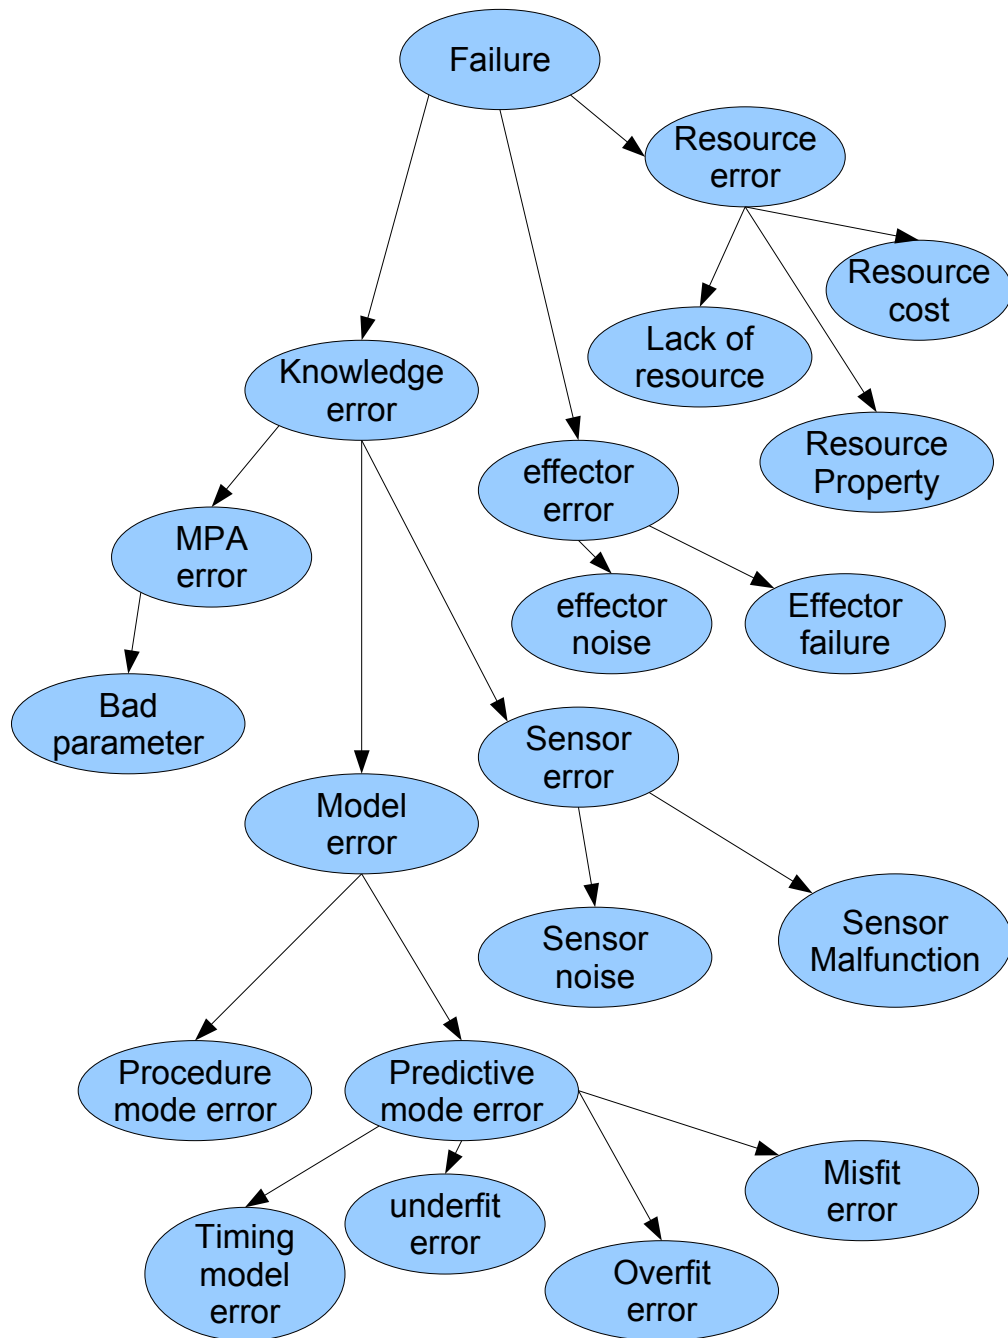 Failure
Resource
error
Resource
cost
Lack of
resource
Knowledge
error
Resource
Property
effector
error
MPA
error
effector
noise
Effector
failure
Bad
parameter
Sensor
error
Model
error
Sensor
Malfunction
Sensor
noise
Procedure
mode error
Predictive
mode error
Misfit
error
underfit
error
Timing
model
error
Overfit
error